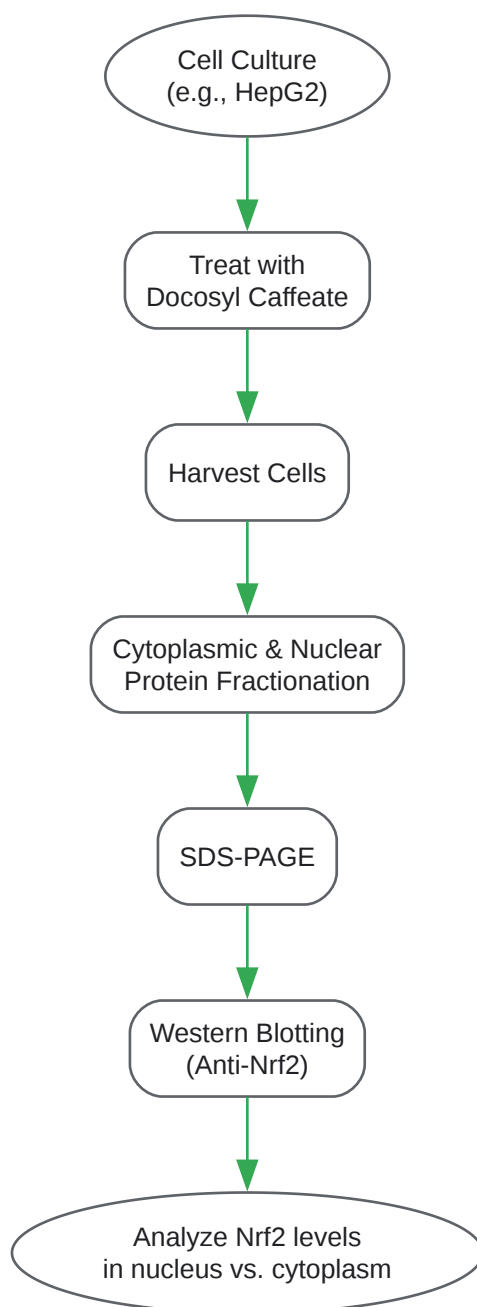 Cell Culture
(e.g., HepG2)
Treat with
Docosyl Caffeate
Harvest Cells
Cytoplasmic & Nuclear
Protein Fractionation
SDS-PAGE
Western Blotting
(Anti-Nrf2)
Analyze Nrf2 levels
in nucleus vs. cytoplasm